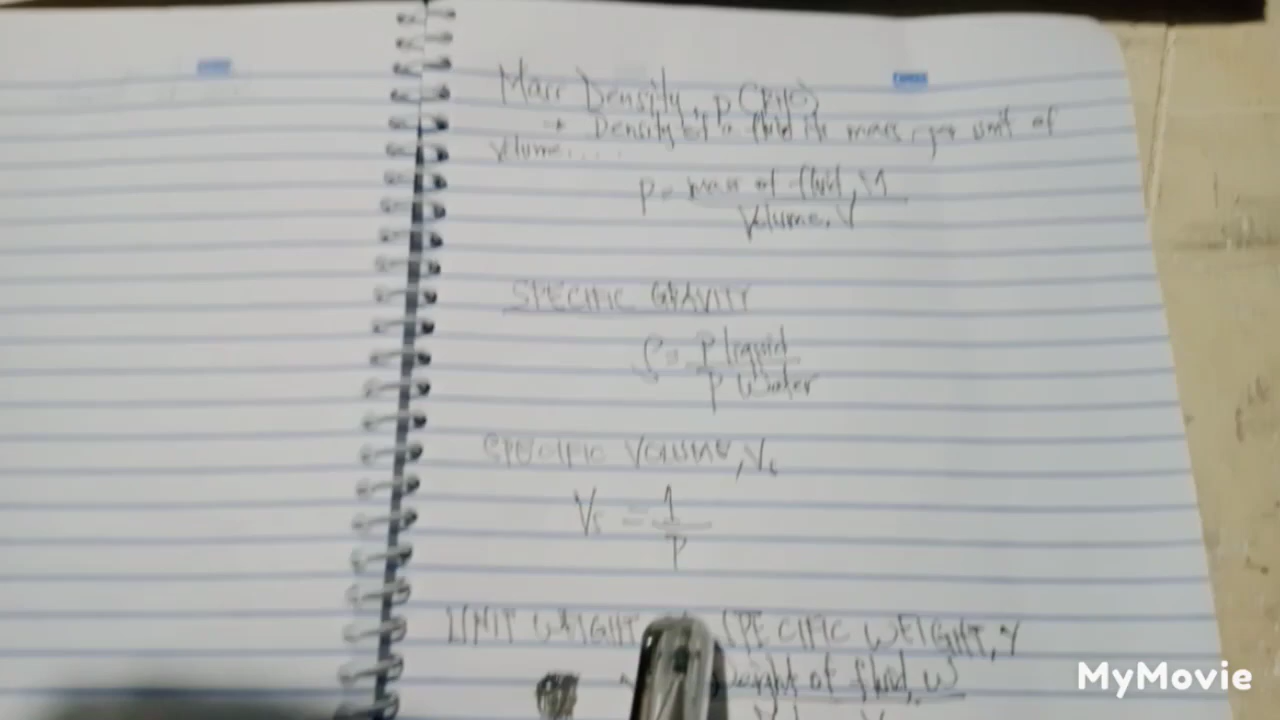 Mass Density, ρ (RHO)
→ Density of a fluid its mass, per unit of
Volume.....
ρ = mass of fluid, M
Volume, V
SPECIFIC GRAVITY
S = ρ liquid
ρ Water
SPECIFIC VOLUME, Vs
Vs = 1
ρ
UNIT WEIGHT SPECIFIC WEIGHT, γ
weight of fluid, W
MyMovie